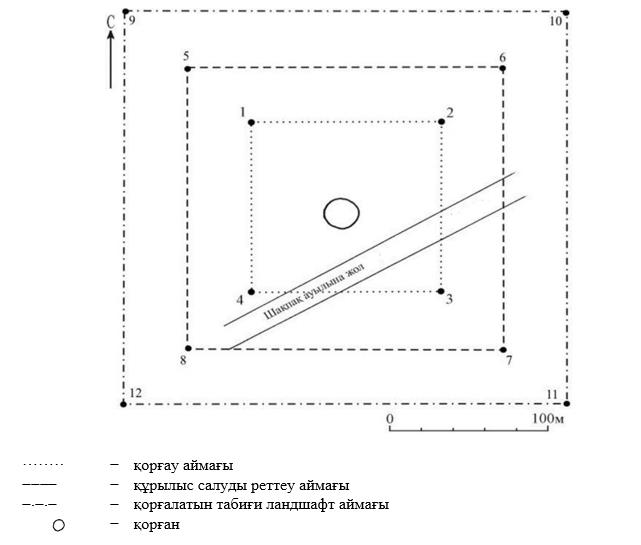 С
9
10
5
6
1
2
4
3
Шақпақ ауылына жол
8
7
12
11
0 100м
– қорғау аймағы
– құрылыс салуды реттеу аймағы
– қорғалатын табиғи ландшафт аймағы
– қорған